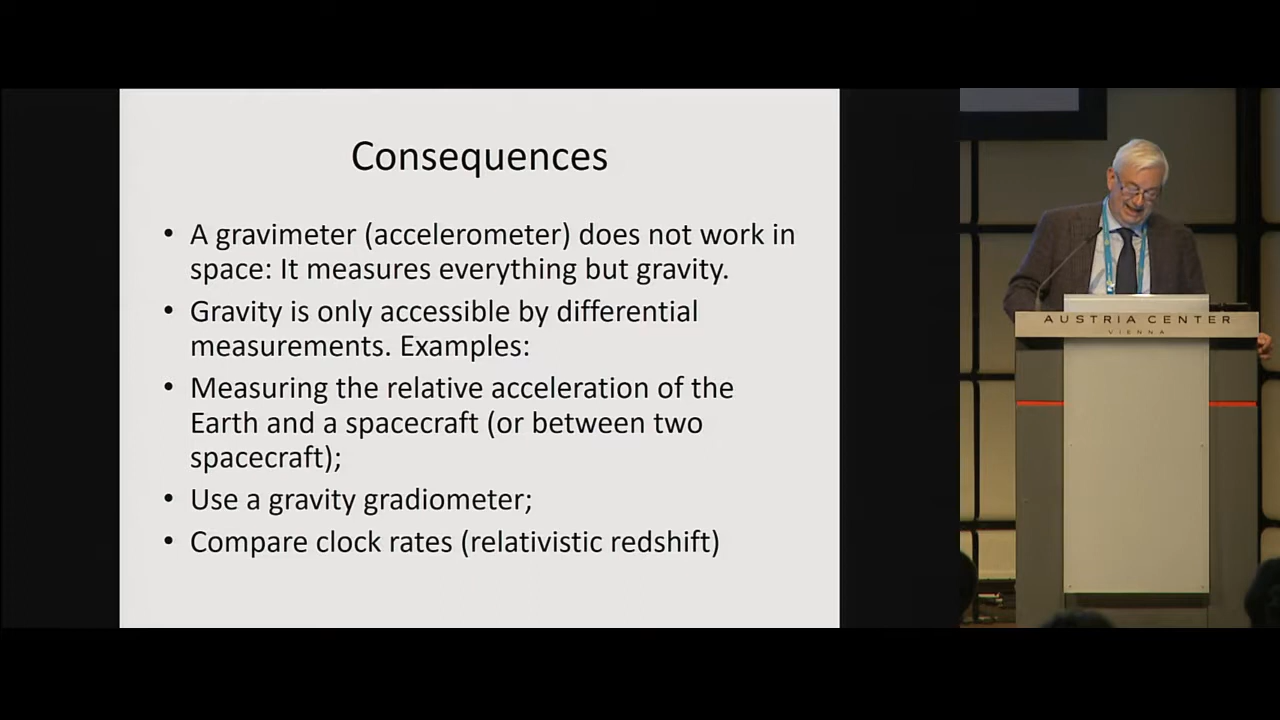 Consequences
• A gravimeter (accelerometer) does not work in
space: It measures everything but gravity.
• Gravity is only accessible by differential
measurements. Examples:
• Measuring the relative acceleration of the
Earth and a spacecraft (or between two
spacecraft);
• Use a gravity gradiometer;
• Compare clock rates (relativistic redshift)
AUSTRIA CENTER
VIENNA